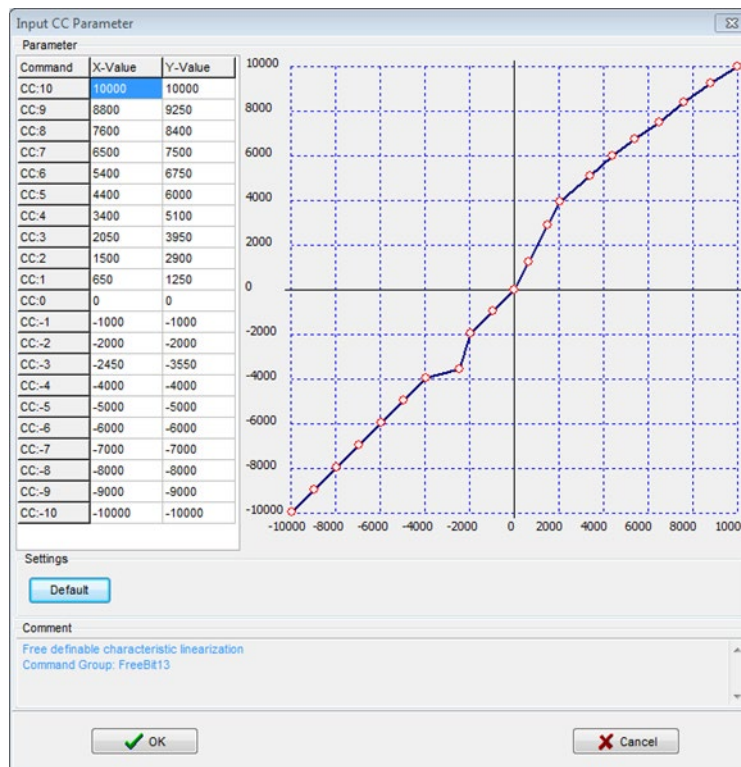 Input CC Parameter
Parameter
Command X-Value Y-Value
CC:10 10000 10000
CC:9 8800 9250
CC:8 7600 8400
CC:7 6500 7500
CC:6 5400 6750
CC:5 4400 6000
CC:4 3400 5100
CC:3 2050 3950
CC:2 1500 2900
CC:1 650 1250
CC:0 0 0
CC:-1 -1000 -1000
CC:-2 -2000 -2000
CC:-3 -2450 -3550
CC:-4 -4000 -4000
CC:-5 -5000 -5000
CC:-6 -6000 -6000
CC:-7 -7000 -7000
CC:-8 -8000 -8000
CC:-9 -9000 -9000
CC:-10 -10000 -10000
10000
8000
6000
4000
2000
0
-2000
-4000
-6000
-8000
-10000
-10000 -8000 -6000 -4000 -2000 0 2000 4000 6000 8000 1000
Settings
Default
Comment
Free definable characteristic linearization
Command Group: FreeBit13
OK Cancel